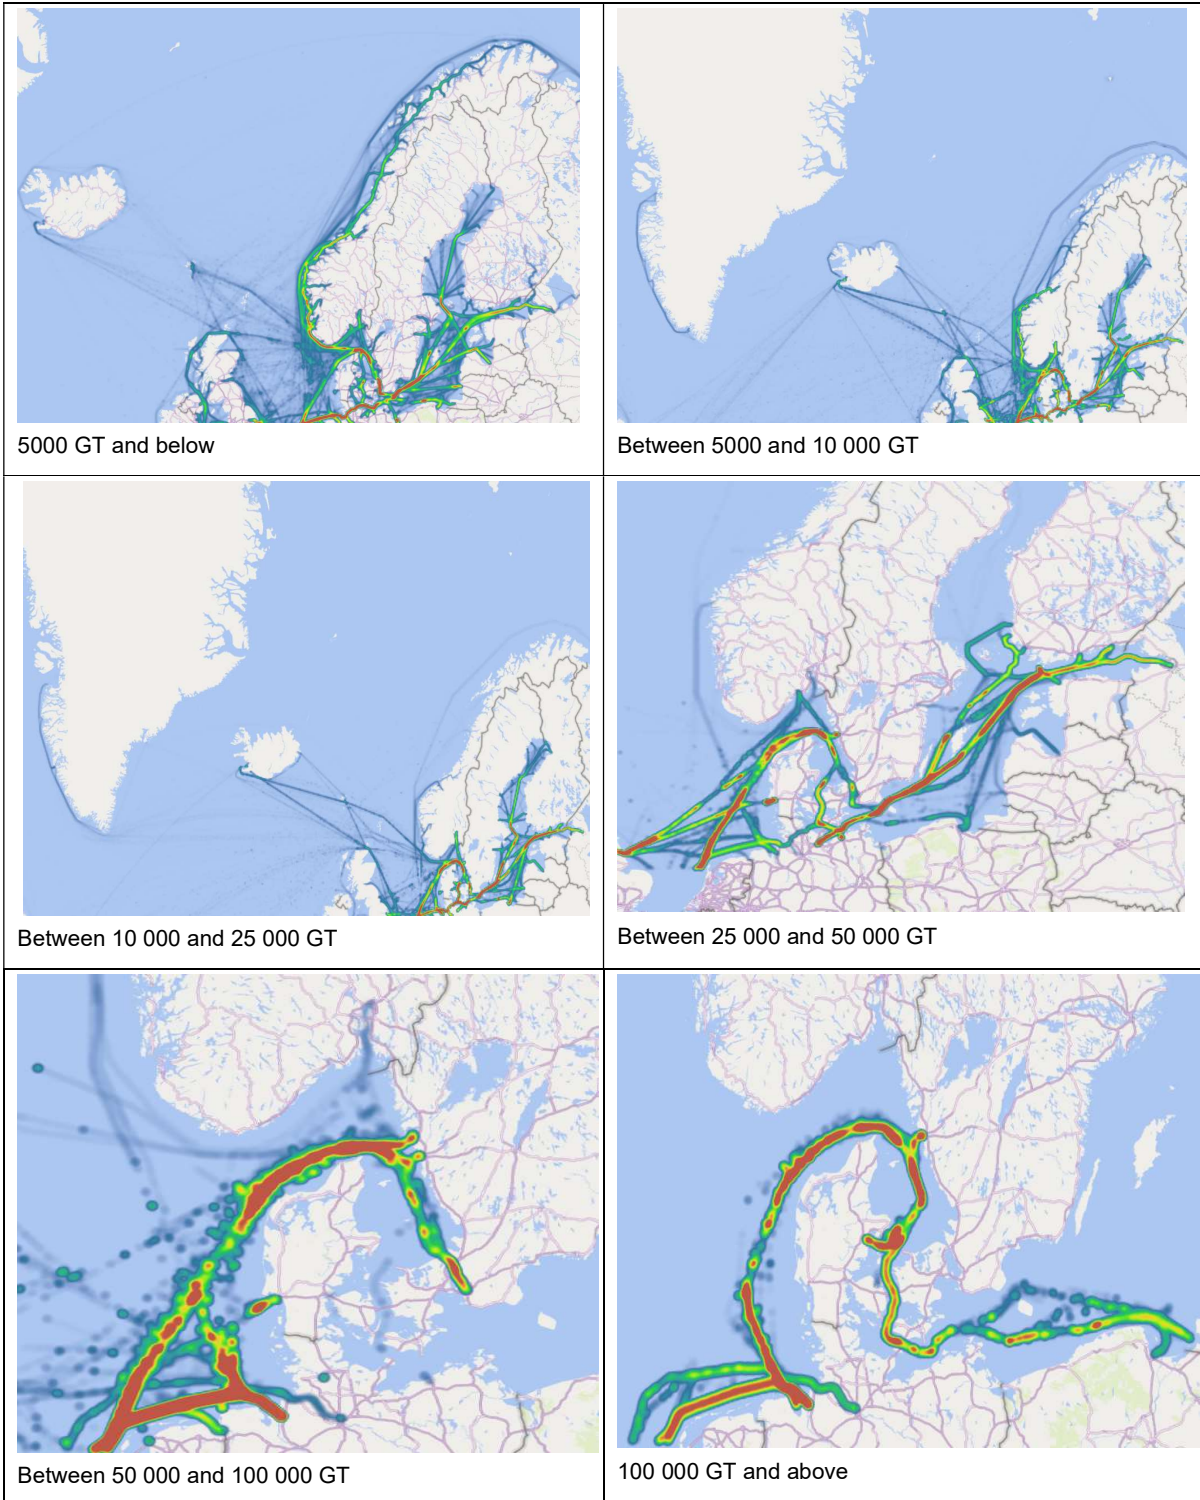 5000 GT and below
Between 5000 and 10 000 GT
Between 10 000 and 25 000 GT
Between 25 000 and 50 000 GT
Between 50 000 and 100 000 GT
100 000 GT and above